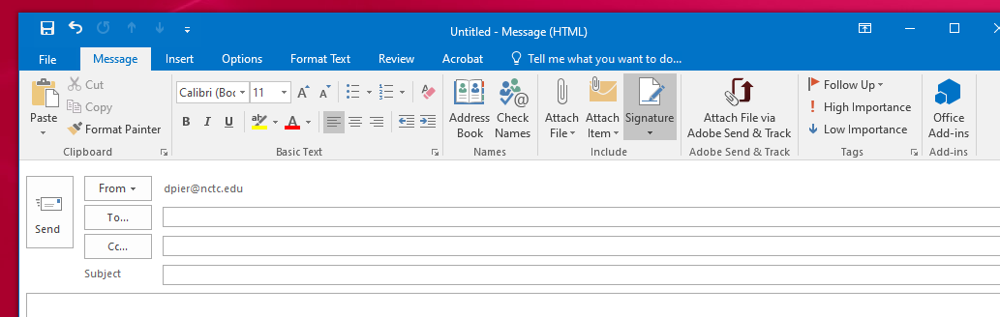 Untitled - Message (HTML)
File Message Insert Options Format Text Review Acrobat Tell me what you want to do...
Cut Calibri (Boc 11 Follow Up
Copy High Importance
Paste Format Painter B I U ab A Address Book Check Names Attach File Attach Item Signature Attach File via Adobe Send & Track Low Importance Office Add-ins
Clipboard Basic Text Names Include Adobe Send & Track Tags Add-ins
From dpier@nctc.edu
To...
Send
Cc...
Subject